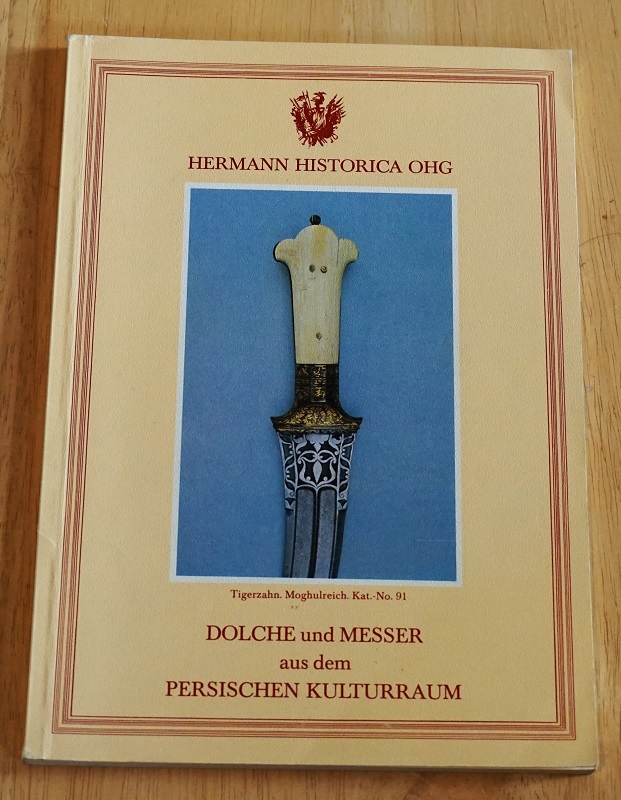 HERMANN HISTORICA OHG
Tigerzahn. Moghulreich. Kat.-No. 91
DOLCHE und MESSER
aus dem
PERSISCHEN KULTURRAUM